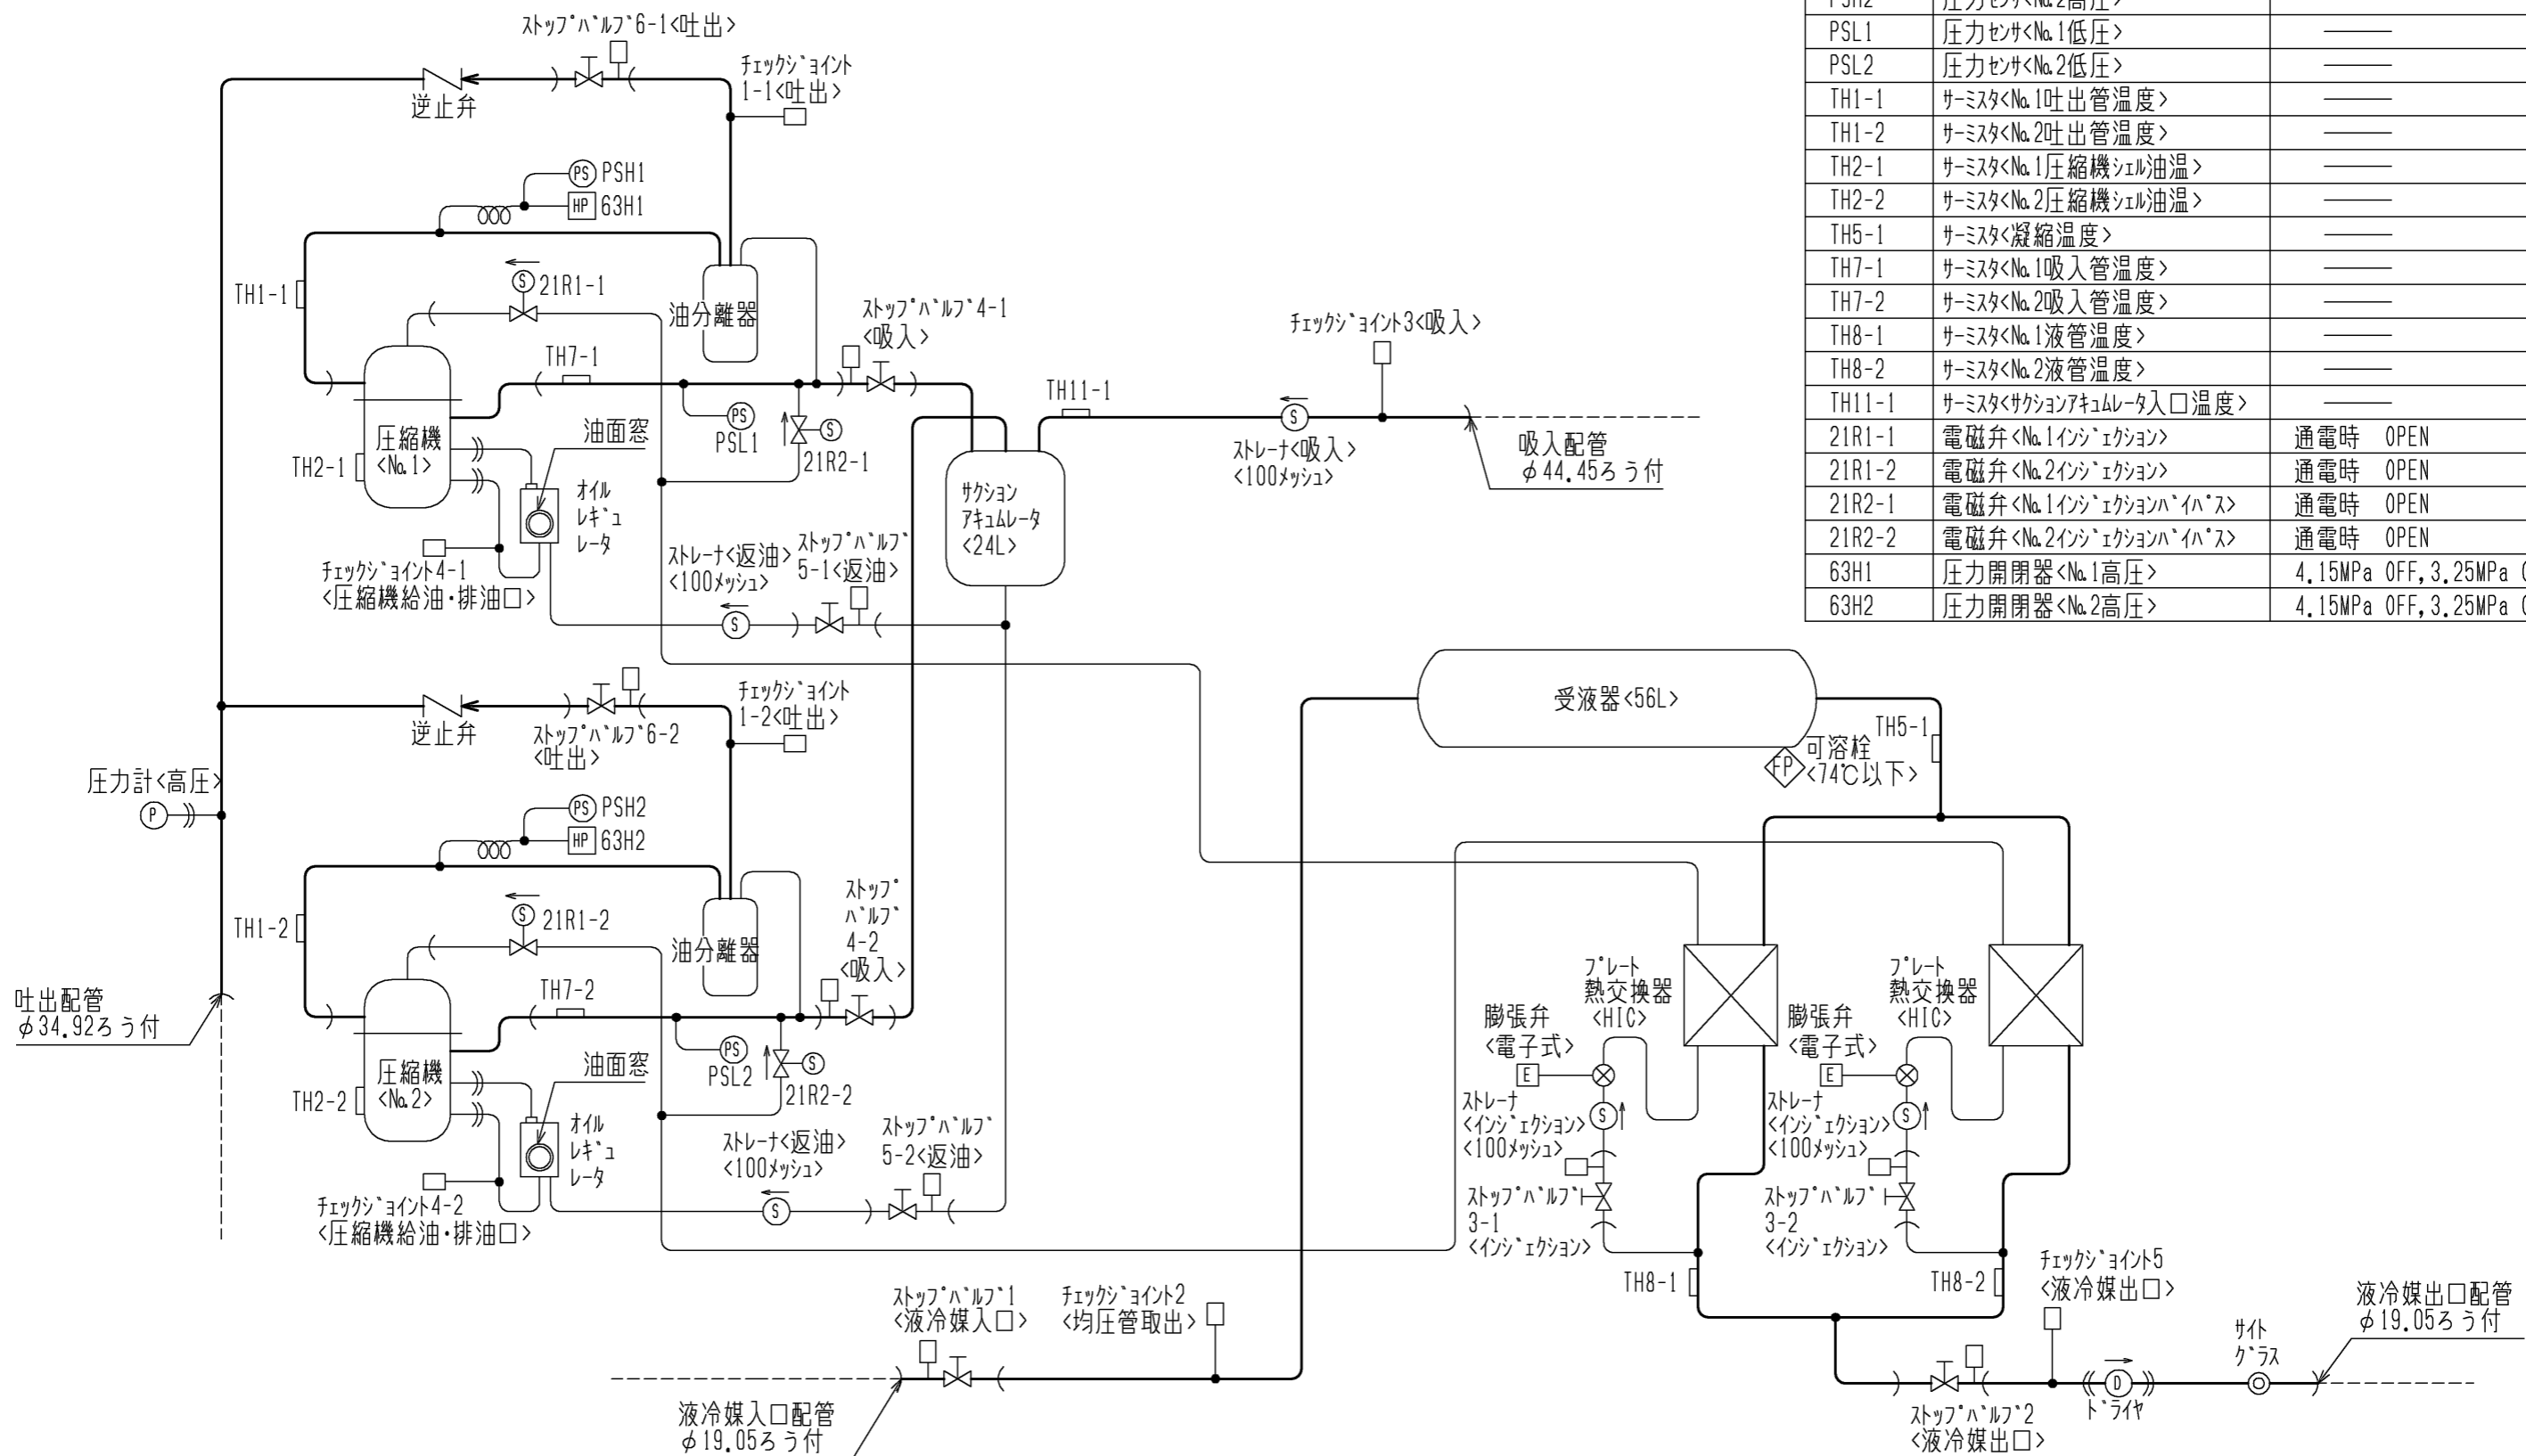 ストップバルブ6-1<吐出>
チェックジョイント
1-1<吐出>
逆止弁
PS PSH1
HP 63H1
TH1-1
S 21R1-1
油分離器
ストップバルブ4-1
<吸入>
TH7-1
チェックジョイント3<吸入>
TH11-1
圧縮機
<No.1>
TH2-1
油面窓
PS
PSL1
S
21R2-1
S
ストレーナ<吸入>
<100メッシュ>
吸入配管
φ44.45ろう付
オイル
レギュ
レータ
サクション
アキュムレータ
<24L>
チェックジョイント4-1
<圧縮機給油・排油口>
ストレーナ<返油>
<100メッシュ>
ストップバルブ
5-1<返油>
S
PSL1 圧力センサ<No.1低圧> ――
PSL2 圧力センサ<No.2低圧> ――
TH1-1 サーミスタ<No.1吐出管温度> ――
TH1-2 サーミスタ<No.2吐出管温度> ――
TH2-1 サーミスタ<No.1圧縮機シェル油温> ――
TH2-2 サーミスタ<No.2圧縮機シェル油温> ――
TH5-1 サーミスタ<凝縮温度> ――
TH7-1 サーミスタ<No.1吸入管温度> ――
TH7-2 サーミスタ<No.2吸入管温度> ――
TH8-1 サーミスタ<No.1液管温度> ――
TH8-2 サーミスタ<No.2液管温度> ――
TH11-1 サーミスタ<サクションアキュムレータ入口温度> ――
21R1-1 電磁弁<No.1インジェクション> 通電時 OPEN
21R1-2 電磁弁<No.2インジェクション> 通電時 OPEN
21R2-1 電磁弁<No.1インジェクションバイパス> 通電時 OPEN
21R2-2 電磁弁<No.2インジェクションバイパス> 通電時 OPEN
63H1 圧力開閉器<No.1高圧> 4.15MPa OFF,3.25MPa
63H2 圧力開閉器<No.2高圧> 4.15MPa OFF,3.25MPa
チェックジョイント
1-2<吐出>
逆止弁
ストップバルブ6-2
<吐出>
圧力計<高圧>
P
PS PSH2
HP 63H2
TH1-2
S 21R1-2
油分離器
ストップ
バルブ
4-2
<吸入>
TH7-2
吐出配管
φ34.92ろう付
圧縮機
<No.2>
TH2-2
油面窓
PS
PSL2
S
21R2-2
オイル
レギュ
レータ
チェックジョイント4-2
<圧縮機給油・排油口>
ストレーナ<返油>
<100メッシュ>
ストップバルブ
5-2<返油>
S
受液器<56L>
TH5-1
FP
可溶栓
<74℃以下>
プレート
熱交換器
<HIC>
膨張弁
<電子式>
E
ストレーナ
<インジェクション>
<100メッシュ>
S
ストップバルブ
3-1
<インジェクション>
TH8-1
プレート
熱交換器
<HIC>
膨張弁
<電子式>
E
ストレーナ
<インジェクション>
<100メッシュ>
S
ストップバルブ
3-2
<インジェクション>
TH8-2
ストップバルブ1
<液冷媒入口>
チェックジョイント2
<均圧管取出>
液冷媒入口配管
φ19.05ろう付
チェックジョイント5
<液冷媒出口>
サイト
グラス
液冷媒出口配管
φ19.05ろう付
D
ドライヤ
ストップバルブ2
<液冷媒出口>